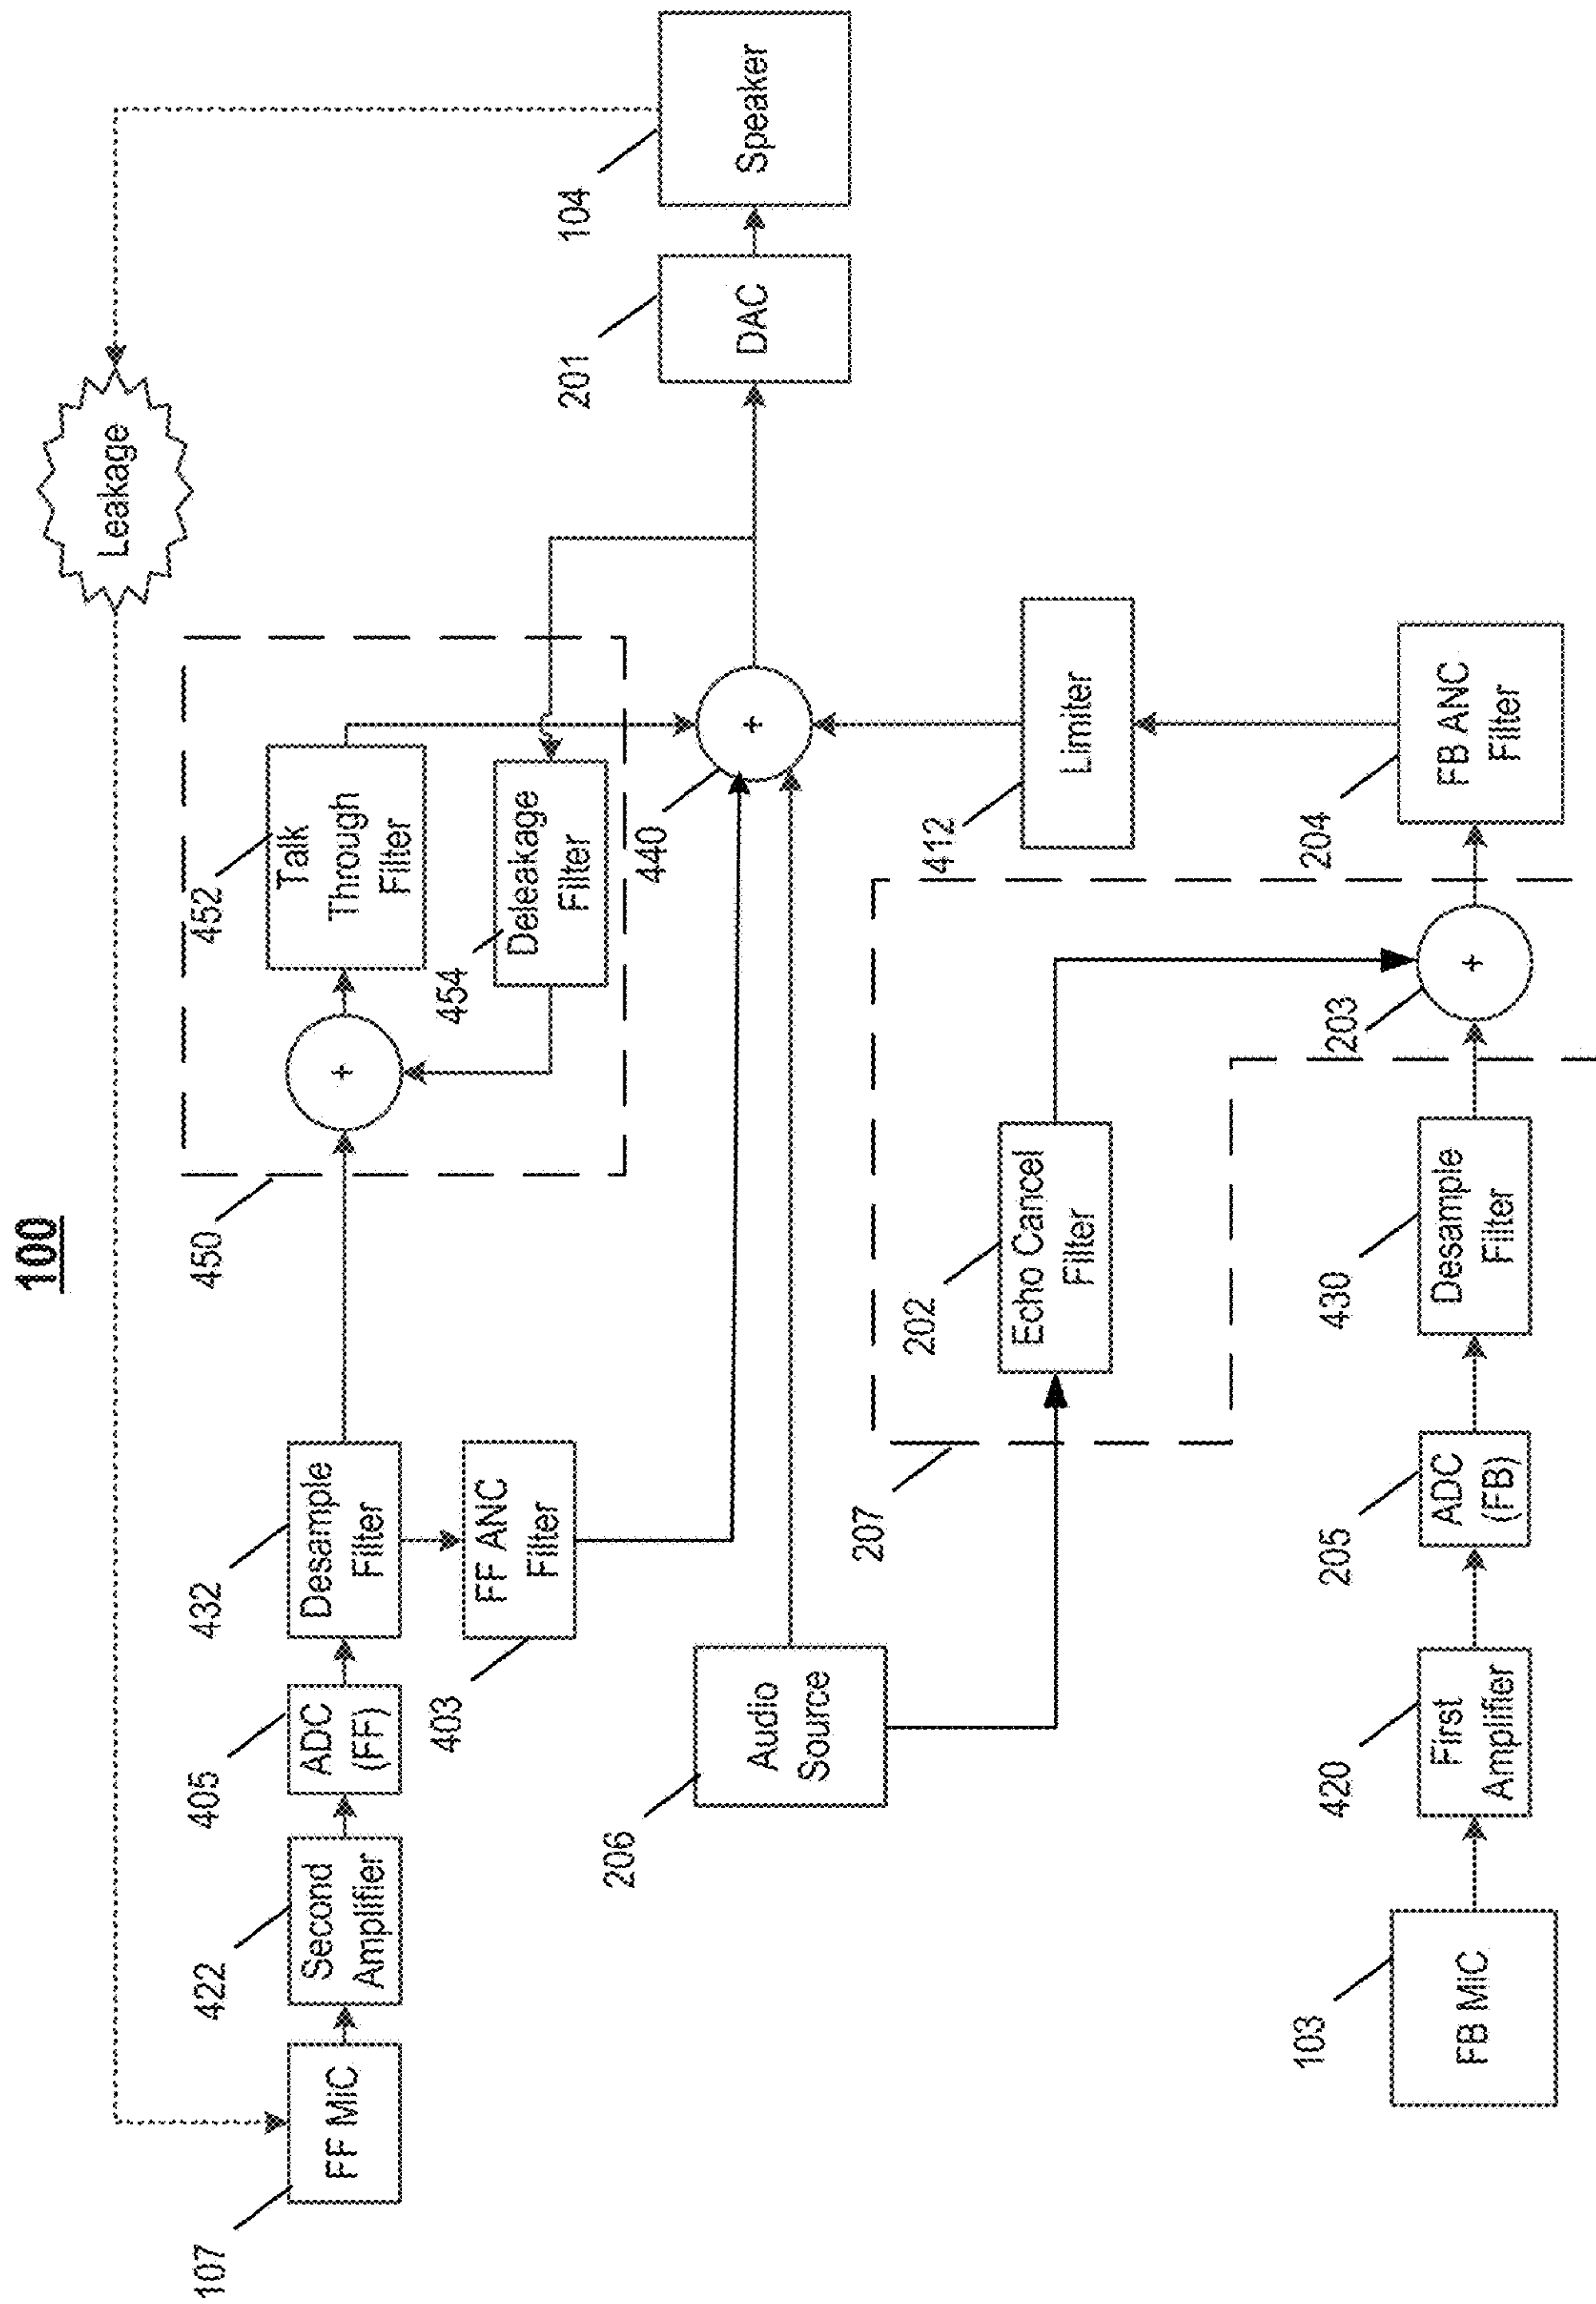 100
Leakage
107
FF MiC
422
Second
Amplifier
405
ADC
(FF)
432
Desample
Filter
403
FF ANC
Filter
450
452
Talk
Through
Filter
454
Deleakage
Filter
+
440
+
201
DAC
104
Speaker
206
Audio
Source
207
202
Echo Cancel
Filter
412
Limiter
103
FB MiC
420
First
Amplifier
205
ADC
(FB)
430
Desample
Filter
203
+
204
FB ANC
Filter